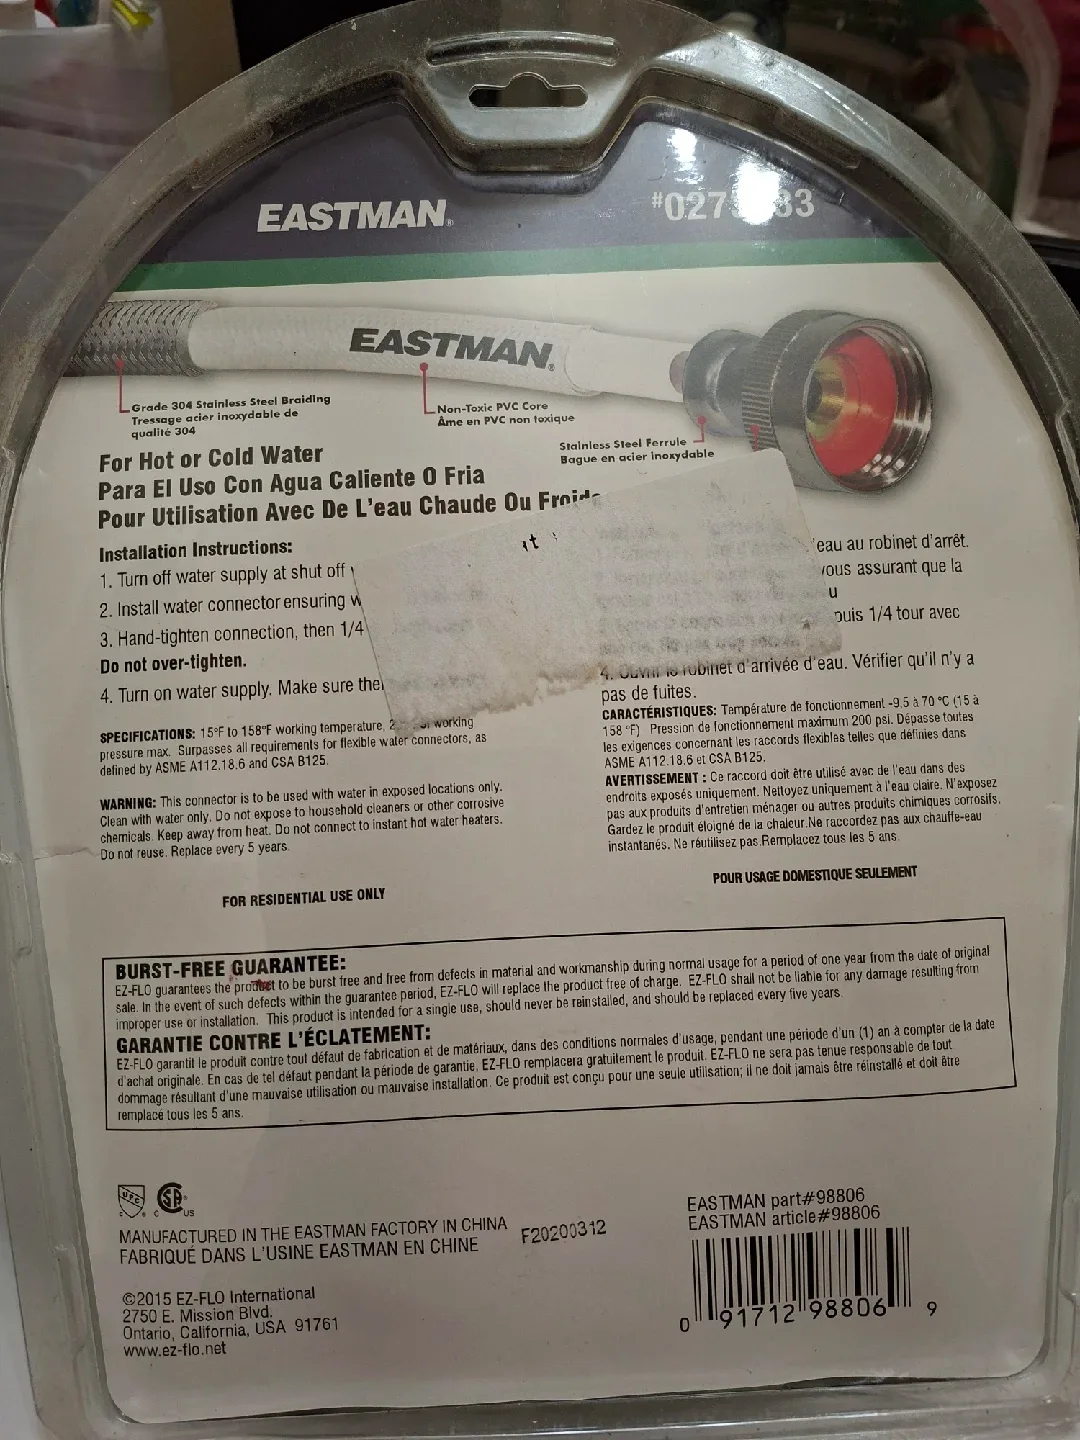 EASTMAN®
#027 33
EASTMAN®
Grade 304 Stainless Steel Braiding
Tressage acier inoxydable de
qualité 304
Non-Toxic PVC Core
Âme en PVC non toxique
Stainless Steel Ferrule
Bague en acier inoxydable
For Hot or Cold Water
Para El Uso Con Agua Caliente O Fria
Pour Utilisation Avec De L'eau Chaude Ou Froide
Installation Instructions:
1. Turn off water supply at shut off
2. Install water connector ensuring
3. Hand-tighten connection, then 1/4
Do not over-tighten.
4. Turn on water supply. Make sure
SPECIFICATIONS: 15°F to 158°F working temperature, working
pressure max. Surpasses all requirements for flexible water connectors, as
defined by ASME A112.18.6 and CSA B125.
WARNING: This connector is to be used with water in exposed locations only.
Clean with water only. Do not expose to household cleaners or other corrosive
chemicals. Keep away from heat. Do not connect to instant hot water heaters.
Do not reuse. Replace every 5 years.
FOR RESIDENTIAL USE ONLY
'eau au robinet d'arrêt.
vous assurant que la
puis 1/4 tour avec
4. Ouvrir le robinet d'arrivée d'eau. Vérifier qu'il n'y a
pas de fuites.
CARACTÉRISTIQUES: Température de fonctionnement -9,5 à 70 °C (15 à
158 °F) Pression de fonctionnement maximum 200 psi. Dépasse toutes
les exigences concernant les raccords flexibles telles que définies dans
ASME A112.18.6 et CSA B125.
AVERTISSEMENT : Ce raccord doit être utilisé avec de l'eau dans des
endroits exposés uniquement. Nettoyez uniquement à l'eau claire. N'exposez
pas aux produits d'entretien ménager ou autres produits chimiques corrosifs.
Gardez le produit éloigné de la chaleur.Ne raccordez pas aux chauffe-eau
instantanés. Ne réutilisez pas.Remplacez tous les 5 ans.
POUR USAGE DOMESTIQUE SEULEMENT
BURST-FREE GUARANTEE:
EZ-FLO guarantees the product to be burst free and free from defects in material and workmanship during normal usage for a period of one year from the date of original
sale. In the event of such defects within the guarantee period, EZ-FLO will replace the product free of charge. EZ-FLO shall not be liable for any damage resulting from
improper use or installation. This product is intended for a single use, should never be reinstalled, and should be replaced every five years.
GARANTIE CONTRE L'ÉCLATEMENT:
EZ-FLO garantit le produit contre tout défaut de fabrication et de matériaux, dans des conditions normales d'usage, pendant une période d'un (1) an à compter de la date
d'achat originale. En cas de tel défaut pendant la période de garantie, EZ-FLO remplacera gratuitement le produit. EZ-FLO ne sera pas tenue responsable de tout
dommage résultant d'une mauvaise utilisation ou mauvaise installation. Ce produit est conçu pour une seule utilisation; il ne doit jamais être réinstallé et doit être
remplacé tous les 5 ans.
UPC
c SA® US
MANUFACTURED IN THE EASTMAN FACTORY IN CHINA
FABRIQUÉ DANS L'USINE EASTMAN EN CHINE
F20200312
©2015 EZ-FLO International
2750 E. Mission Blvd.
Ontario, California, USA 91761
www.ez-flo.net
EASTMAN part#98806
EASTMAN article#98806
0 91712 98806 9